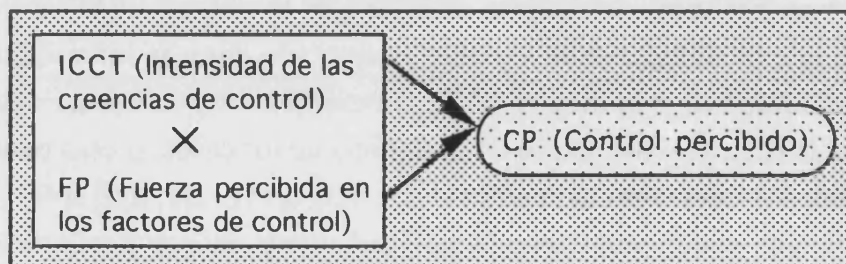 ICCT (Intensidad de las
creencias de control)
×
FP (Fuerza percibida en
los factores de control)
CP (Control percibido)